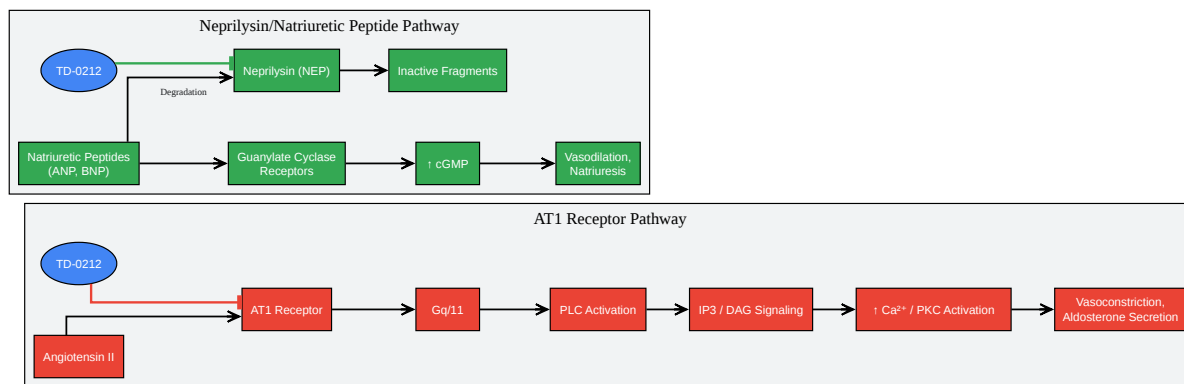 Neprilysin/Natriuretic Peptide Pathway
TD-0212
Neprilysin (NEP)
Inactive Fragments
Degradation
Natriuretic Peptides
(ANP, BNP)
Guanylate Cyclase
Receptors
↑ cGMP
Vasodilation,
Natriuresis
AT1 Receptor Pathway
TD-0212
AT1 Receptor
Gq/11
PLC Activation
IP3 / DAG Signaling
↑ Ca²⁺ / PKC Activation
Vasoconstriction,
Aldosterone Secretion
Angiotensin II